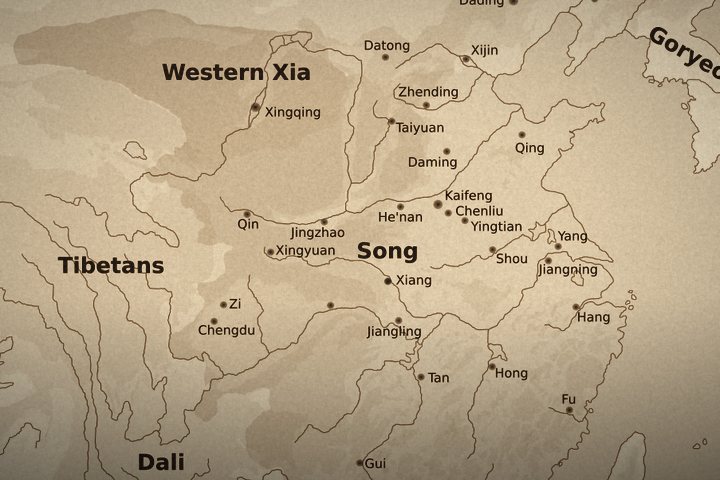 Dading
Goryeo
Datong
Xijin
Western Xia
Zhending
Xingqing
Taiyuan
Qing
Daming
Kaifeng
Chenliu
He'nan
Yingtian
Qin
Jingzhao
Xingyuan
Song
Yang
Shou
Tibetans
Jiangning
Xiang
Zi
Hang
Chengdu
Jiangling
Tan
Hong
Fu
Dali
Gui